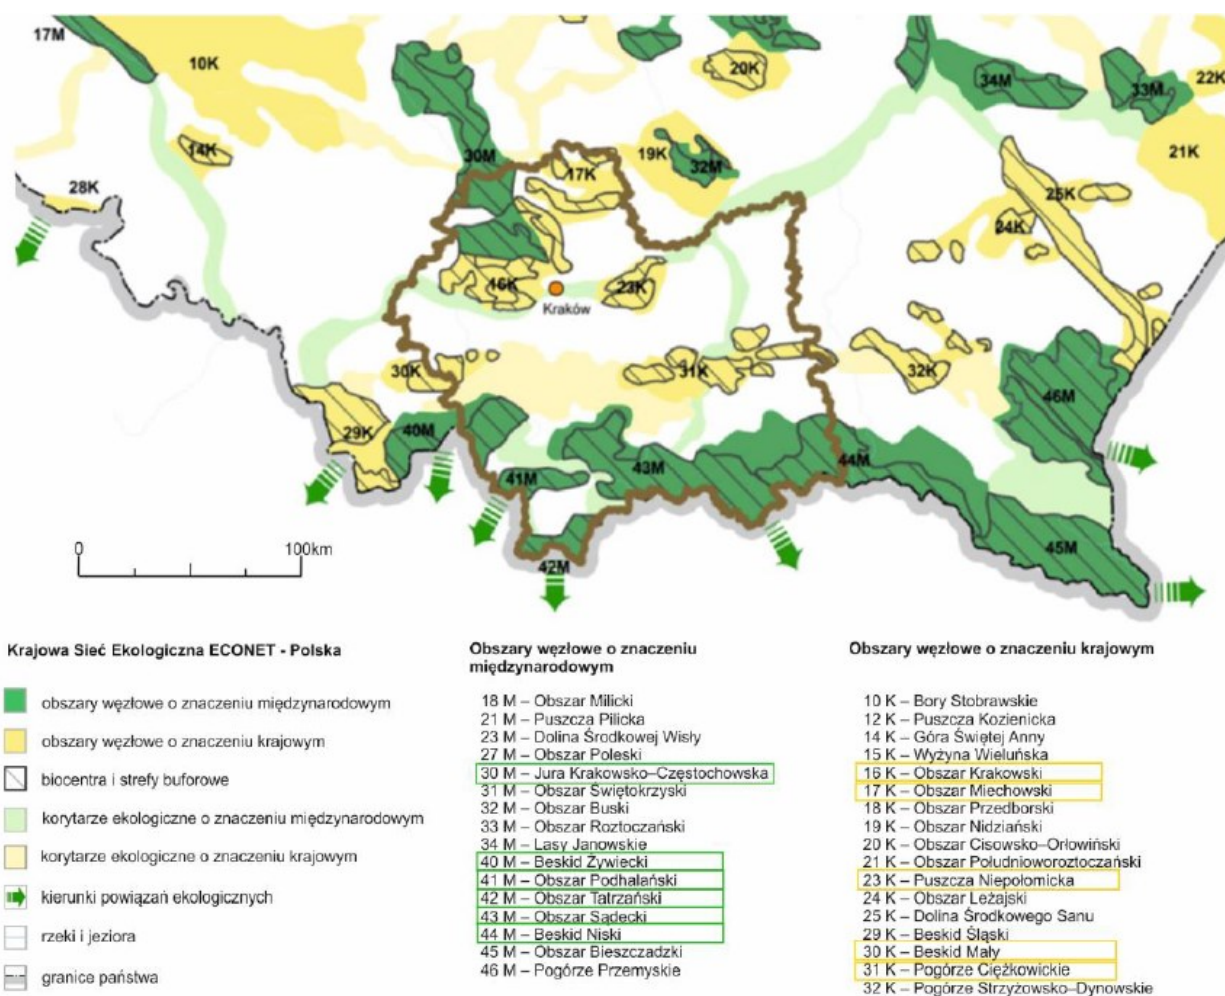 17M
10K
20K
34M
33M
22K
14K
30M
17K
19K
32M
21K
28K
25K
24K
16K
23K
Kraków
30K
31K
32K
46M
29K
40M
41M
43M
44M
42M
45M
0 100km
Krajowa Sieć Ekologiczna ECONET - Polska
obszary węzłowe o znaczeniu międzynarodowym
obszary węzłowe o znaczeniu krajowym
biocentra i strefy buforowe
korytarze ekologiczne o znaczeniu międzynarodowym
korytarze ekologiczne o znaczeniu krajowym
kierunki powiązań ekologicznych
rzeki i jeziora
granice państwa
Obszary węzłowe o znaczeniu
międzynarodowym
18 M – Obszar Milicki
21 M – Puszcza Pilicka
23 M – Dolina Środkowej Wisły
27 M – Obszar Poleski
30 M – Jura Krakowsko–Częstochowska
31 M – Obszar Świętokrzyski
32 M – Obszar Buski
33 M – Obszar Roztoczański
34 M – Lasy Janowskie
40 M – Beskid Żywiecki
41 M – Obszar Podhalański
42 M – Obszar Tatrzański
43 M – Obszar Sądecki
44 M – Beskid Niski
45 M – Obszar Bieszczadzki
46 M – Pogórze Przemyskie
Obszary węzłowe o znaczeniu krajowym
10 K – Bory Stobrawskie
12 K – Puszcza Kozienicka
14 K – Góra Świętej Anny
15 K – Wyżyna Wieluńska
16 K – Obszar Krakowski
17 K – Obszar Miechowski
18 K – Obszar Przedborski
19 K – Obszar Nidziański
20 K – Obszar Cisowsko–Orłowiński
21 K – Obszar Południoworoztoczański
23 K – Puszcza Niepołomicka
24 K – Obszar Leżajski
25 K – Dolina Środkowego Sanu
29 K – Beskid Śląski
30 K – Beskid Mały
31 K – Pogórze Ciężkowickie
32 K – Pogórze Strzyżowsko–Dynowskie